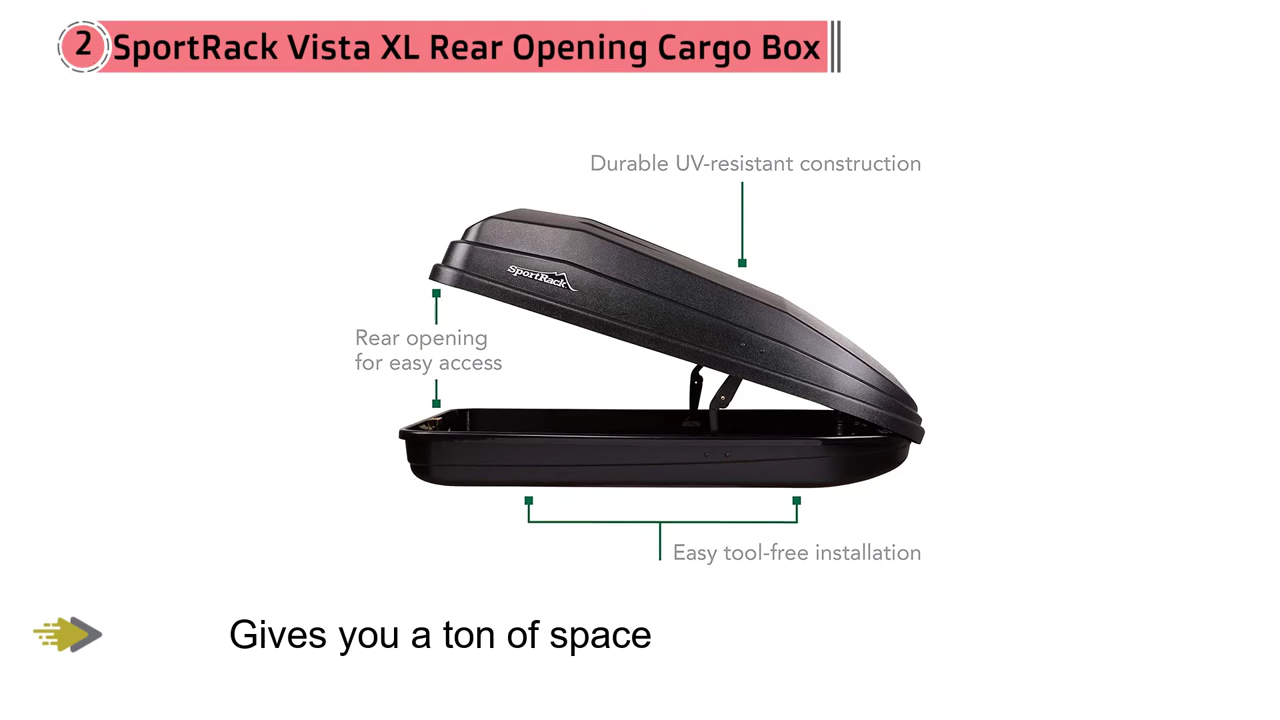 2 SportRack Vista XL Rear Opening Cargo Box
Durable UV-resistant construction
SportRack
Rear opening
for easy access
Easy tool-free installation
Gives you a ton of space